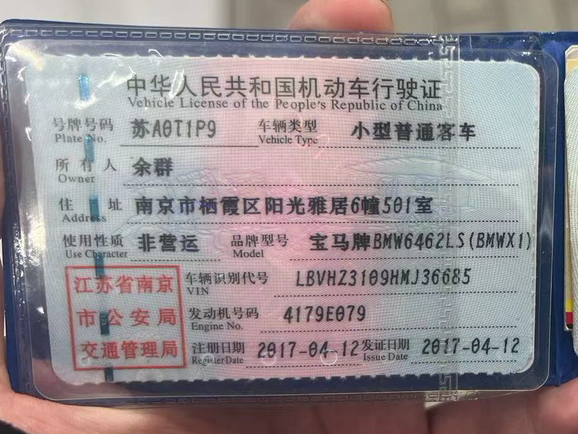 中华人民共和国机动车行驶证
Vehicle License of the People's Republic of China
号牌号码 苏A0T1P9 车辆类型 小型普通客车
Plate No. Vehicle Type
所有人 余群
Owner
住址 南京市栖霞区阳光雅居6幢501室
Address
使用性质 非营运 品牌型号 宝马牌BMW6462LS(BMWX1)
Use Character Model
江苏省南京
市公安局
交通管理局
车辆识别代号 LBVHZ3109HMJ36685
VIN
发动机号码 4179E079
Engine No.
注册日期 2017-04-12 发证日期 2017-04-12
Register Date Issue Date